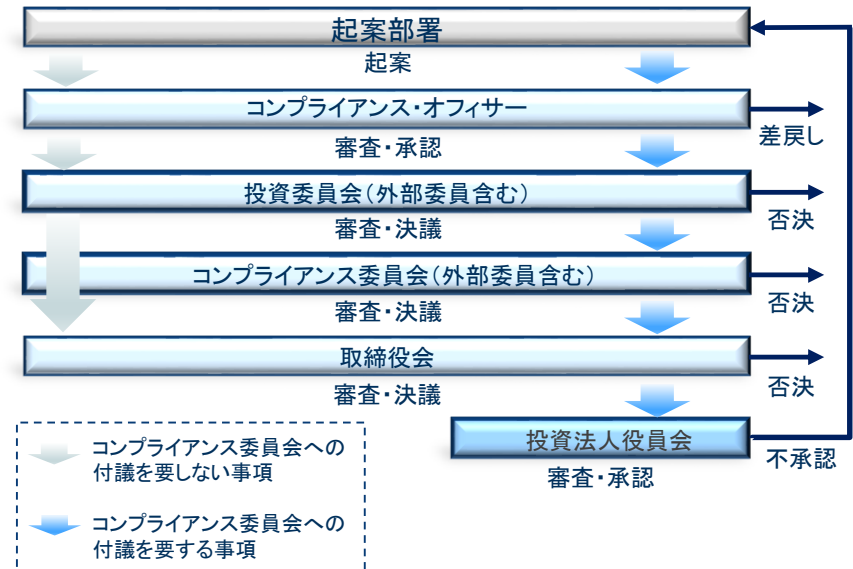 起案部署
起案
コンプライアンス・オフィサー
差戻し
審査・承認
投資委員会(外部委員含む)
否決
審査・決議
コンプライアンス委員会(外部委員含む)
否決
審査・決議
取締役会
否決
審査・決議
投資法人役員会
不承認
審査・承認
コンプライアンス委員会への
付議を要しない事項
コンプライアンス委員会への
付議を要する事項